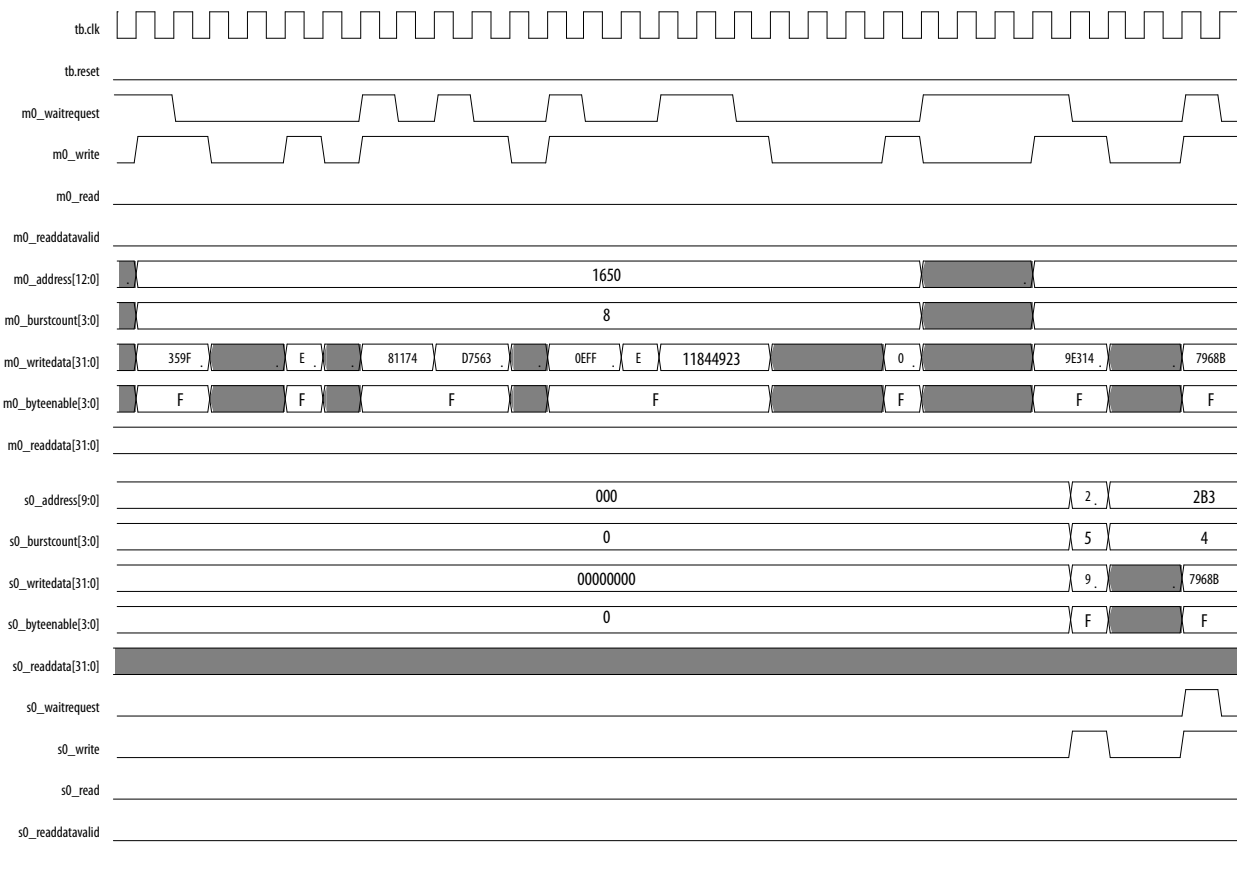 tb.clk
tb.reset
m0_waitrequest
m0_write
m0_read
m0_readdatavalid
m0_address[12:0] . 1650 .
m0_burstcount[3:0] 8
m0_writedata[31:0] 359F . . E . . 81174 D7563 . . 0EFF . E 11844923 0 . 9E314 . . 7968B
m0_byteenable[3:0] F F F F F F F
m0_readdata[31:0]
s0_address[9:0] 000 2 . 2B3
s0_burstcount[3:0] 0 5 4
s0_writedata[31:0] 00000000 9 . . 7968B
s0_byteenable[3:0] 0 F F
s0_readdata[31:0]
s0_waitrequest
s0_write
s0_read
s0_readdatavalid